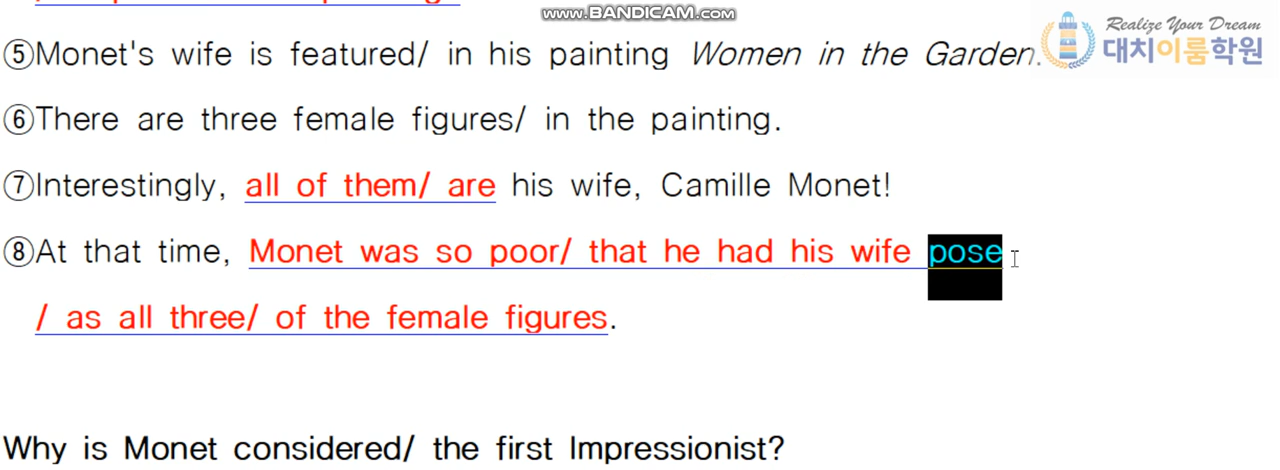 www.BANDICAM.com
Realize Your Dream
대치이룸학원
⑤Monet's wife is featured/ in his painting Women in the Garden.
⑥There are three female figures/ in the painting.
⑦Interestingly, all of them/ are his wife, Camille Monet!
⑧At that time, Monet was so poor/ that he had his wife pose
/ as all three/ of the female figures.
Why is Monet considered/ the first Impressionist?